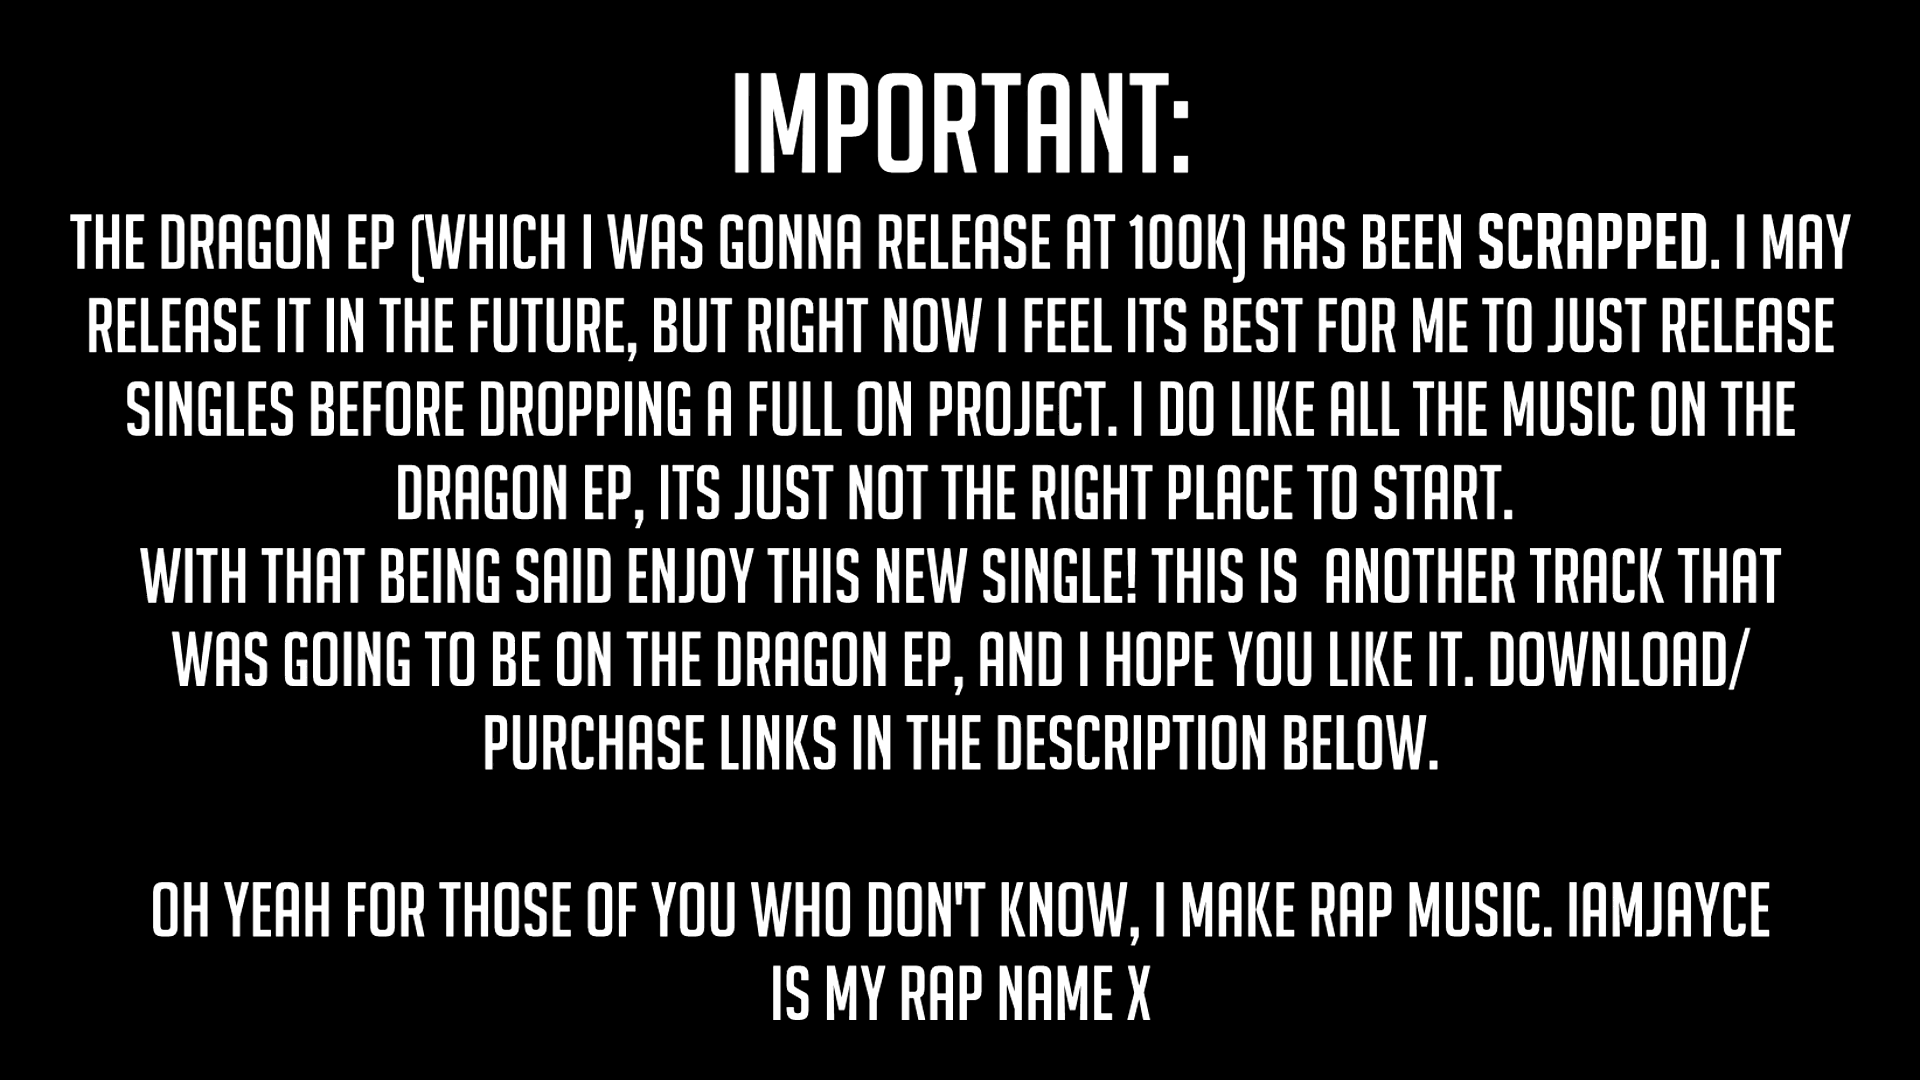 IMPORTANT:
THE DRAGON EP (WHICH I WAS GONNA RELEASE AT 100K) HAS BEEN SCRAPPED. I MAY
RELEASE IT IN THE FUTURE, BUT RIGHT NOW I FEEL ITS BEST FOR ME TO JUST RELEASE
SINGLES BEFORE DROPPING A FULL ON PROJECT. I DO LIKE ALL THE MUSIC ON THE
DRAGON EP, ITS JUST NOT THE RIGHT PLACE TO START.
WITH THAT BEING SAID ENJOY THIS NEW SINGLE! THIS IS  ANOTHER TRACK THAT
WAS GOING TO BE ON THE DRAGON EP, AND I HOPE YOU LIKE IT. DOWNLOAD/
PURCHASE LINKS IN THE DESCRIPTION BELOW.
OH YEAH FOR THOSE OF YOU WHO DON'T KNOW, I MAKE RAP MUSIC. IAMJAYCE
IS MY RAP NAME X